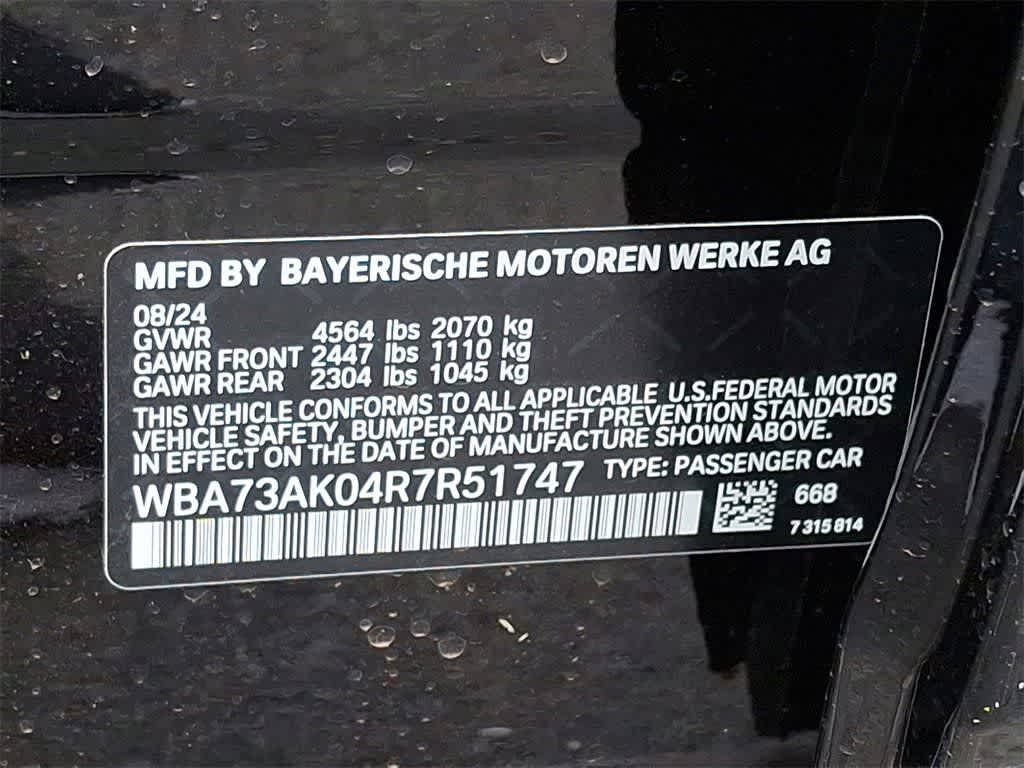 MFD BY BAYERISCHE MOTOREN WERKE AG
08/24
GVWR 4564 lbs 2070 kg
GAWR FRONT 2447 lbs 1110 kg
GAWR REAR 2304 lbs 1045 kg
THIS VEHICLE CONFORMS TO ALL APPLICABLE U.S.FEDERAL MOTOR
VEHICLE SAFETY, BUMPER AND THEFT PREVENTION STANDARDS
IN EFFECT ON THE DATE OF MANUFACTURE SHOWN ABOVE.
WBA73AK04R7R51747 TYPE: PASSENGER CAR
668
7 315 814